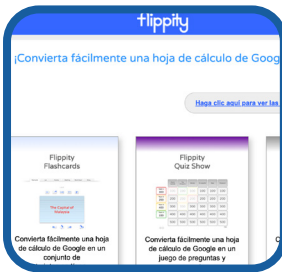 flippity
¡Convierta fácilmente una hoja de cálculo de Goog
Haga clic aquí para ver las
Flippity
Flashcards
The Capital of
Malaysia
Convierta fácilmente una hoja
de cálculo de Google en un
conjunto de
Flippity
Quiz Show
Convierta fácilmente una hoja
de cálculo de Google en un
juego de preguntas y